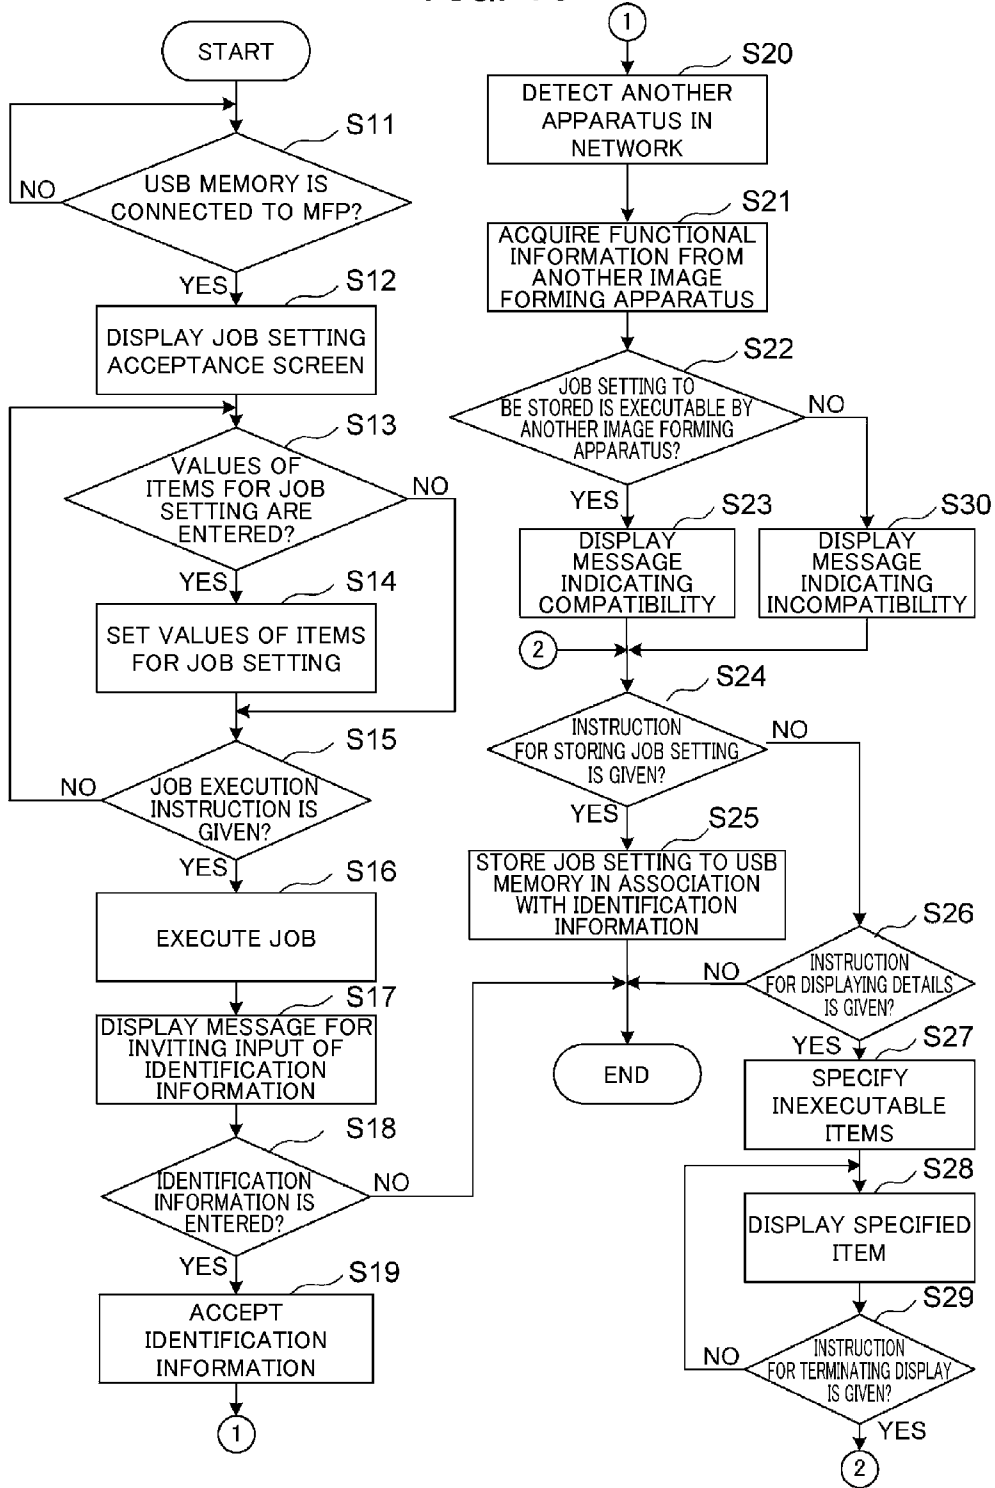 START
S11
USB MEMORY IS
CONNECTED TO MFP?
NO
YES
S12
DISPLAY JOB SETTING
ACCEPTANCE SCREEN
S13
VALUES OF
ITEMS FOR JOB
SETTING ARE
ENTERED?
NO
YES
S14
SET VALUES OF ITEMS
FOR JOB SETTING
S15
JOB EXECUTION
INSTRUCTION IS
GIVEN?
NO
YES
S16
EXECUTE JOB
S17
DISPLAY MESSAGE FOR
INVITING INPUT OF
IDENTIFICATION
INFORMATION
S18
IDENTIFICATION
INFORMATION IS
ENTERED?
NO
YES
S19
ACCEPT
IDENTIFICATION
INFORMATION
1
1
S20
DETECT ANOTHER
APPARATUS IN
NETWORK
S21
ACQUIRE FUNCTIONAL
INFORMATION FROM
ANOTHER IMAGE
FORMING APPARATUS
S22
JOB SETTING TO
BE STORED IS EXECUTABLE BY
ANOTHER IMAGE FORMING
APPARATUS?
NO
YES
S23
DISPLAY
MESSAGE
INDICATING
COMPATIBILITY
S30
DISPLAY
MESSAGE
INDICATING
INCOMPATIBILITY
2
S24
INSTRUCTION
FOR STORING JOB SETTING
IS GIVEN?
NO
YES
S25
STORE JOB SETTING TO USB
MEMORY IN ASSOCIATION
WITH IDENTIFICATION
INFORMATION
S26
INSTRUCTION
FOR DISPLAYING DETAILS
IS GIVEN?
NO
YES
END
S27
SPECIFY
INEXECUTABLE
ITEMS
S28
DISPLAY SPECIFIED
ITEM
S29
INSTRUCTION
FOR TERMINATING DISPLAY
IS GIVEN?
NO
YES
2